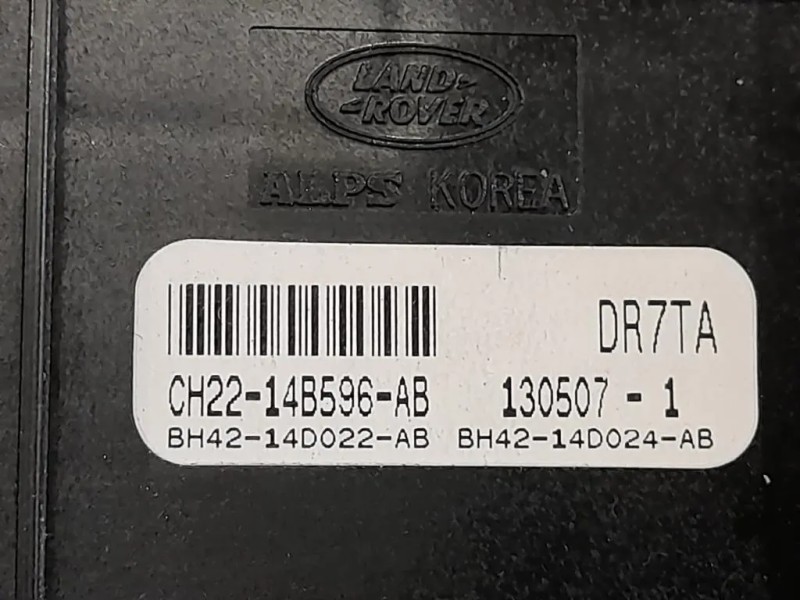 LAND
ROVER
ALPS KOREA
DR7TA
CH22-14B596-AB 130507 - 1
BH42-14D022-AB BH42-14D024-AB